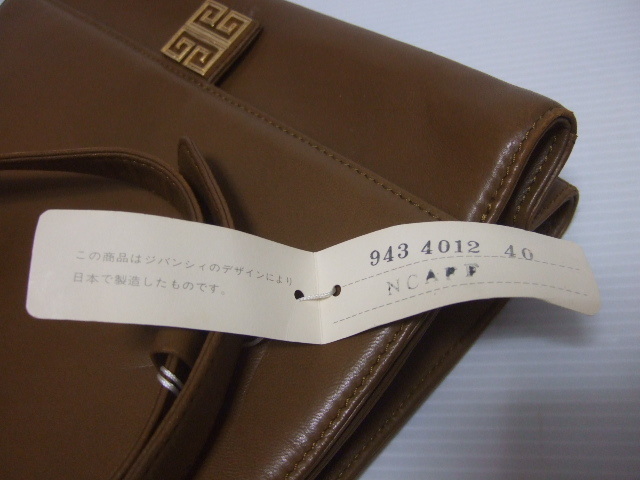 この商品はジバンシィのデザインにより
日本で製造したものです。
943 4012 40